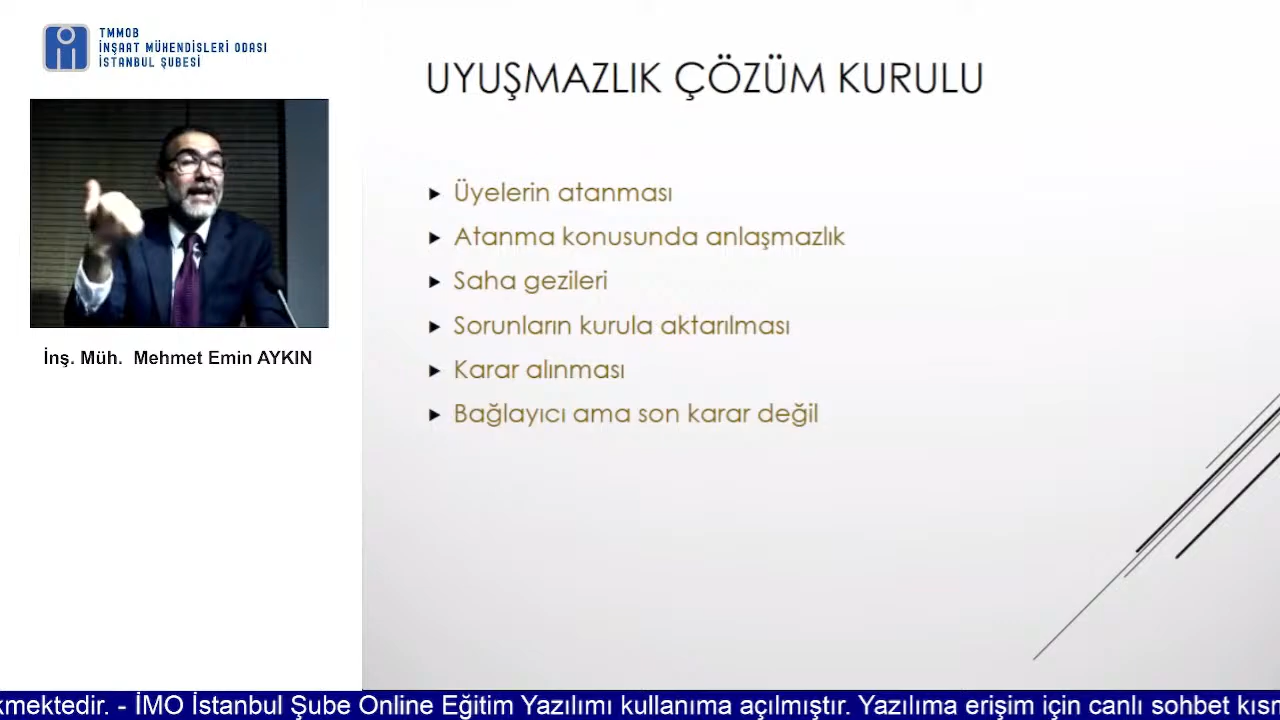 TMMOB
İNŞAAT MÜHENDİSLERİ ODASI
İSTANBUL ŞUBESİ
UYUŞMAZLIK ÇÖZÜM KURULU
Üyelerin atanması
Atanma konusunda anlaşmazlık
Saha gezileri
Sorunların kurula aktarılması
Karar alınması
Bağlayıcı ama son karar değil
İnş. Müh. Mehmet Emin AYKIN
kmektedir. - İMO İstanbul Şube Online Eğitim Yazılımı kullanıma açılmıştır. Yazılıma erişim için canlı sohbet kısm